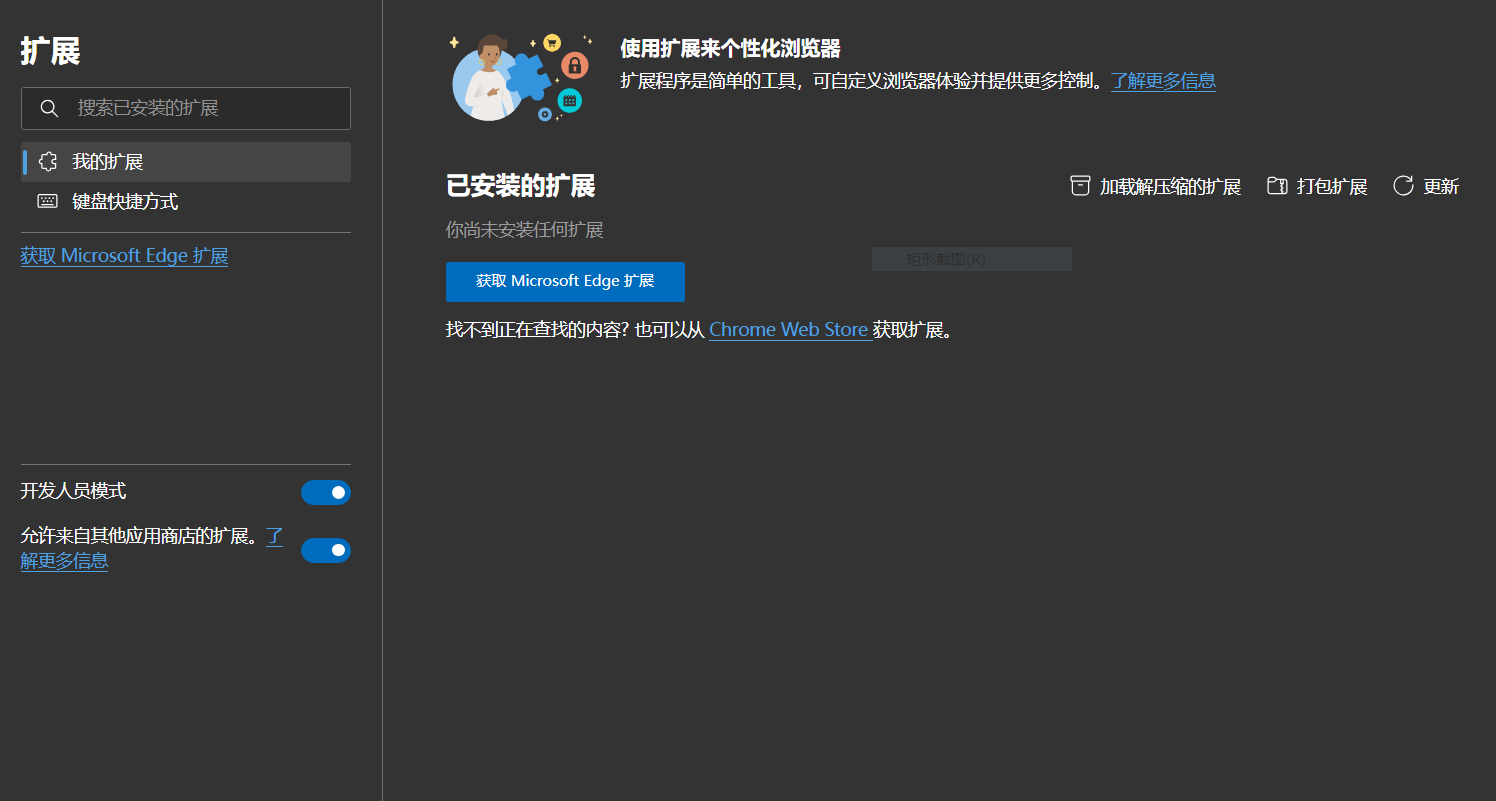 扩展
搜索已安装的扩展
我的扩展
键盘快捷方式
获取 Microsoft Edge 扩展
开发人员模式
允许来自其他应用商店的扩展。了
解更多信息
使用扩展来个性化浏览器
扩展程序是简单的工具，可自定义浏览器体验并提供更多控制。了解更多信息
已安装的扩展
加载解压缩的扩展 打包扩展 更新
你尚未安装任何扩展
矩形截图(R)
获取 Microsoft Edge 扩展
找不到正在查找的内容? 也可以从 Chrome Web Store 获取扩展。